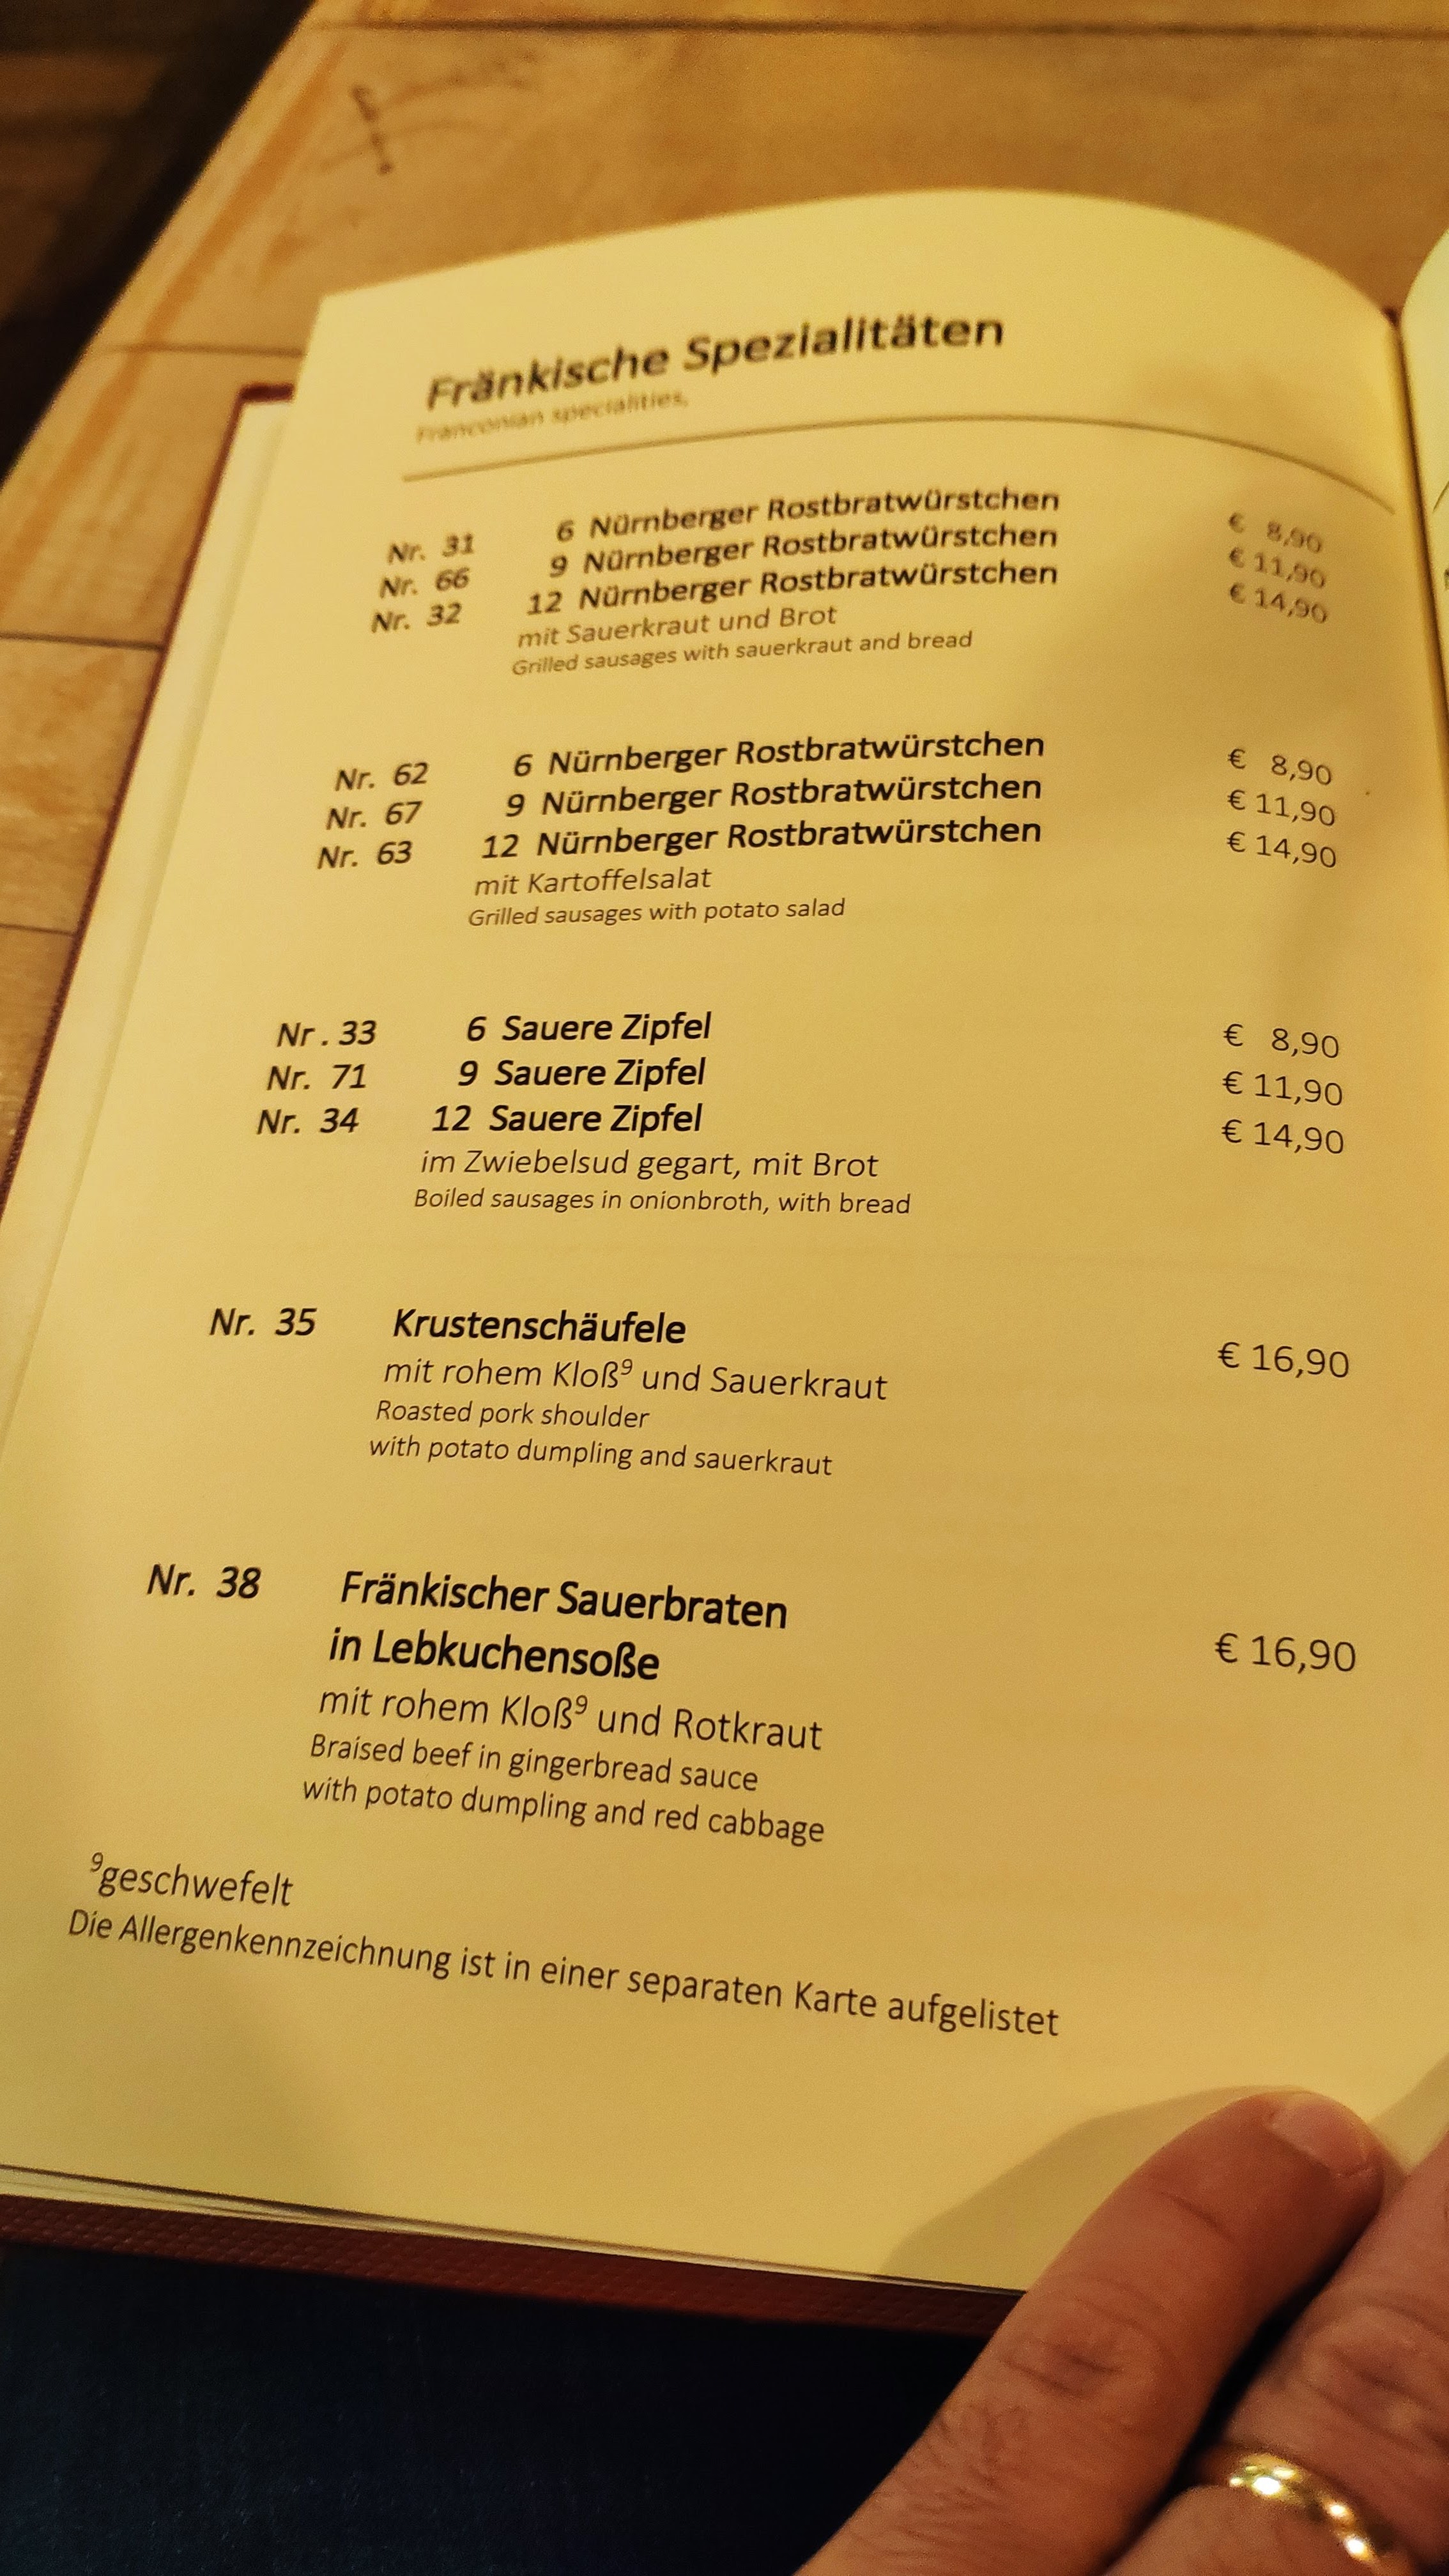 Fränkische Spezialitäten
Franconian specialities,
Nr. 31 6 Nürnberger Rostbratwürstchen € 8,90
Nr. 66 9 Nürnberger Rostbratwürstchen € 11,90
Nr. 32 12 Nürnberger Rostbratwürstchen € 14,90
mit Sauerkraut und Brot
Grilled sausages with sauerkraut and bread
Nr. 62 6 Nürnberger Rostbratwürstchen € 8,90
Nr. 67 9 Nürnberger Rostbratwürstchen € 11,90
Nr. 63 12 Nürnberger Rostbratwürstchen € 14,90
mit Kartoffelsalat
Grilled sausages with potato salad
Nr . 33 6 Sauere Zipfel € 8,90
Nr. 71 9 Sauere Zipfel € 11,90
Nr. 34 12 Sauere Zipfel € 14,90
im Zwiebelsud gegart, mit Brot
Boiled sausages in onionbroth, with bread
Nr. 35 Krustenschäufele € 16,90
mit rohem Kloß⁹ und Sauerkraut
Roasted pork shoulder
with potato dumpling and sauerkraut
Nr. 38 Fränkischer Sauerbraten
in Lebkuchensoße € 16,90
mit rohem Kloß⁹ und Rotkraut
Braised beef in gingerbread sauce
with potato dumpling and red cabbage
⁹geschwefelt
Die Allergenkennzeichnung ist in einer separaten Karte aufgelistet